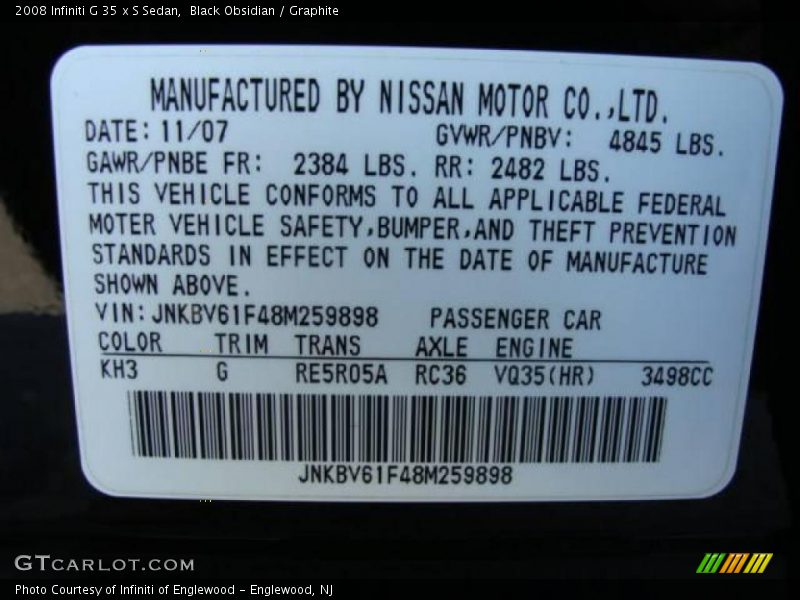 2008 Infiniti G 35 x S Sedan,  Black Obsidian / Graphite
MANUFACTURED BY NISSAN MOTOR CO.,LTD.
DATE: 11/07 GVWR/PNBV: 4845 LBS.
GAWR/PNBE FR: 2384 LBS. RR: 2482 LBS.
THIS VEHICLE CONFORMS TO ALL APPLICABLE FEDERAL
MOTER VEHICLE SAFETY,BUMPER,AND THEFT PREVENTION
STANDARDS IN EFFECT ON THE DATE OF MANUFACTURE
SHOWN ABOVE.
VIN: JNKBV61F48M259898 PASSENGER CAR
COLOR TRIM TRANS AXLE ENGINE
KH3 G RE5R05A RC36 VQ35(HR) 3498CC
JNKBV61F48M259898
GTCARLOT.COM
Photo Courtesy of Infiniti of Englewood - Englewood, NJ